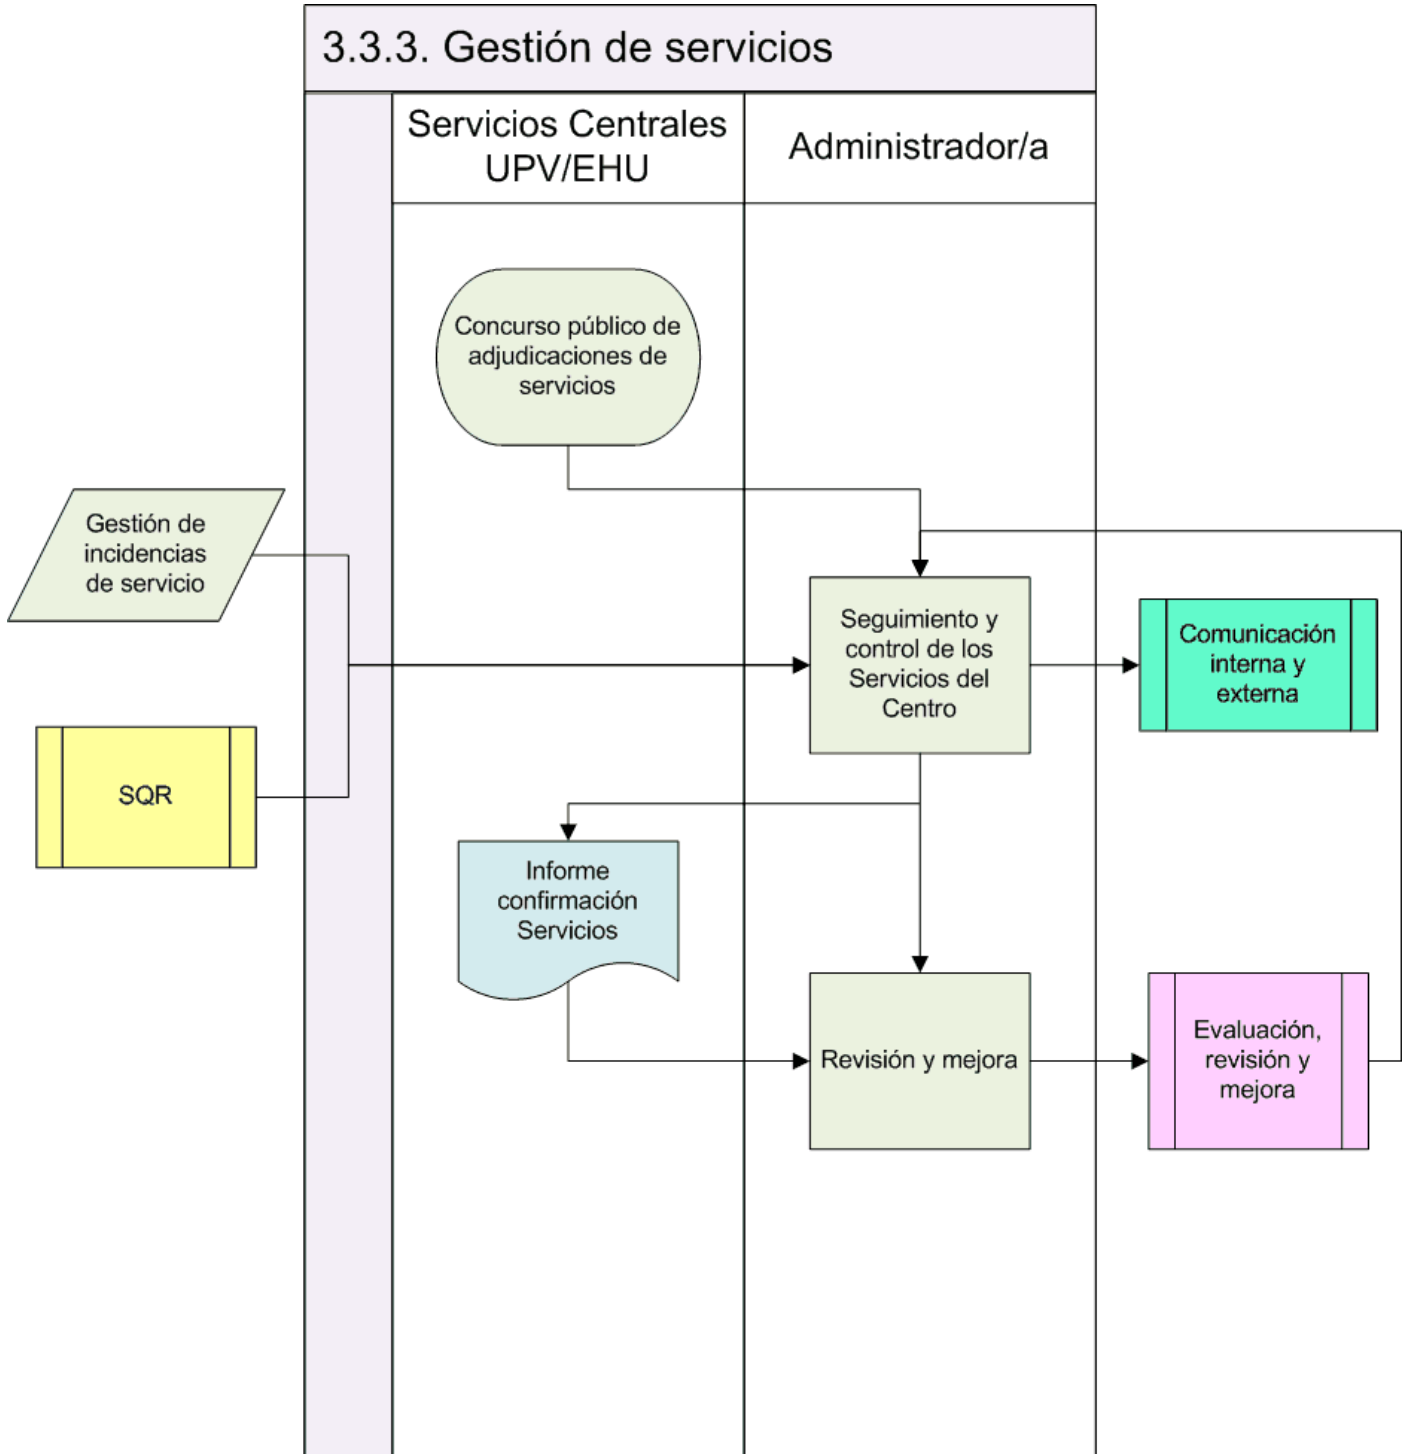 3.3.3. Gestión de servicios
Servicios Centrales
UPV/EHU
Administrador/a
Concurso público de
adjudicaciones de
servicios
Gestión de
incidencias
de servicio
Seguimiento y
control de los
Servicios del
Centro
Comunicación
interna y
externa
SQR
Informe
confirmación
Servicios
Revisión y mejora
Evaluación,
revisión y
mejora